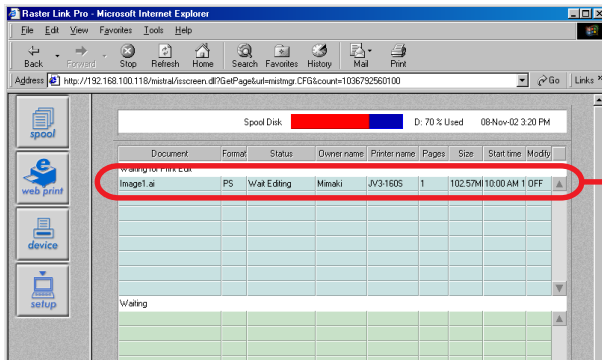 Raster Link Pro - Microsoft Internet Explorer
File Edit View Favorites Tools Help
Back Forward Stop Refresh Home Search Favorites History Mail Print
Address http://192.168.100.118/mistral/isscreen.dll?GetPage&url=mistmgr.CFG&count=1036792560100 Go Links »
spool
web print
device
setup
Spool Disk D: 70 % Used 08-Nov-02 3:20 PM
Document Format Status Owner name Printer name Pages Size Start time Modify
Waiting for Print Edit
Image1.ai PS Wait Editing Mimaki JV3-160S 1 102.57M 10:00 AM 1 OFF
Waiting